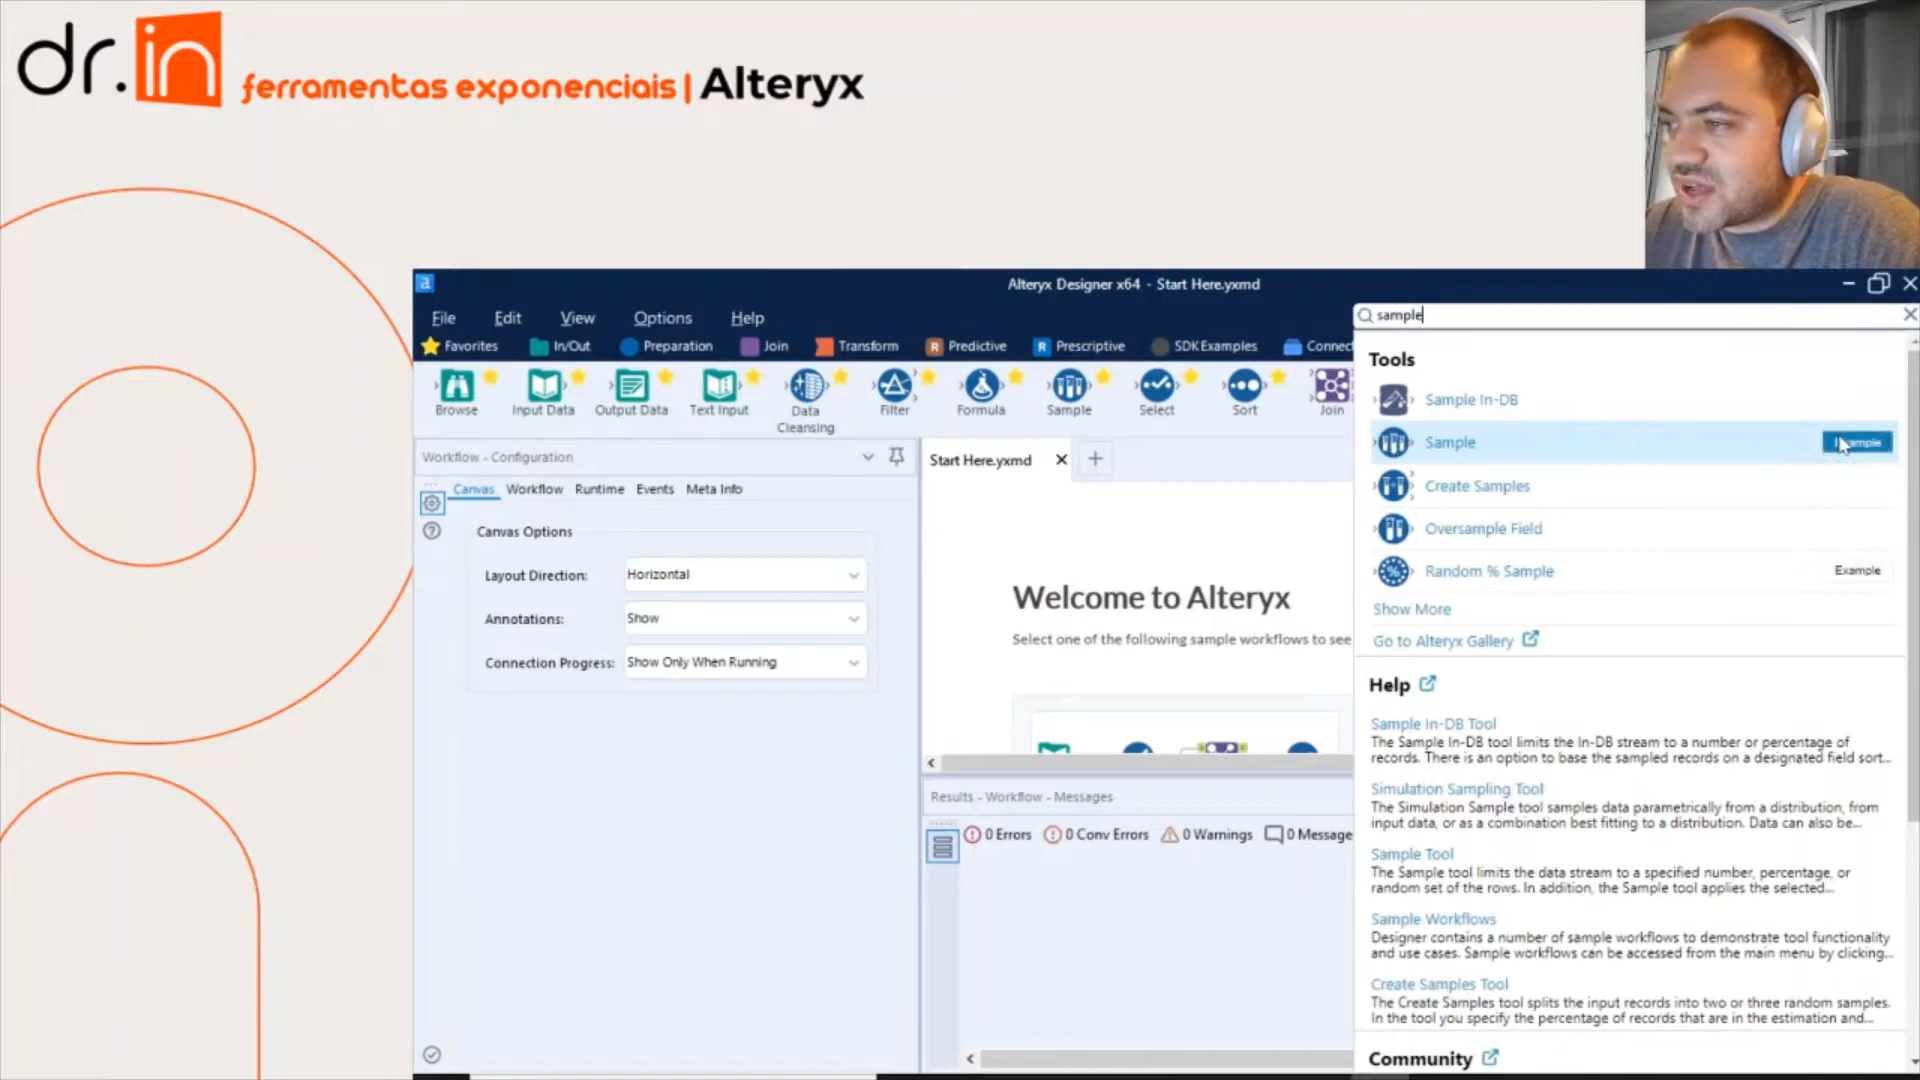 dr.in
ferramentas exponenciais | Alteryx
a
Alteryx Designer x64 - Start Here.yxmd
File Edit View Options Help
sample
Favorites In/Out Preparation Join Transform Predictive Prescriptive SDK Examples Connect
Browse Input Data Output Data Text Input Data Cleansing Filter Formula Sample Select Sort Join
Workflow - Configuration
Start Here.yxmd
Canvas Workflow Runtime Events Meta Info
Canvas Options
Layout Direction: Horizontal
Annotations: Show
Connection Progress: Show Only When Running
Welcome to Alteryx
Select one of the following sample workflows to see
Results - Workflow - Messages
0 Errors 0 Conv Errors 0 Warnings 0 Message
Tools
Sample In-DB
Sample
Create Samples
Oversample Field
Random % Sample Example
Show More
Go to Alteryx Gallery
Help
Sample In-DB Tool
The Sample In-DB tool limits the In-DB stream to a number or percentage of
records. There is an option to base the sampled records on a designated field sort...
Simulation Sampling Tool
The Simulation Sample tool samples data parametrically from a distribution, from
input data, or as a combination best fitting to a distribution. Data can also be...
Sample Tool
The Sample tool limits the data stream to a specified number, percentage, or
random set of the rows. In addition, the Sample tool applies the selected...
Sample Workflows
Designer contains a number of sample workflows to demonstrate tool functionality
and use cases. Sample workflows can be accessed from the main menu by clicking...
Create Samples Tool
The Create Samples tool splits the input records into two or three random samples.
In the tool you specify the percentage of records that are in the estimation and...
Community